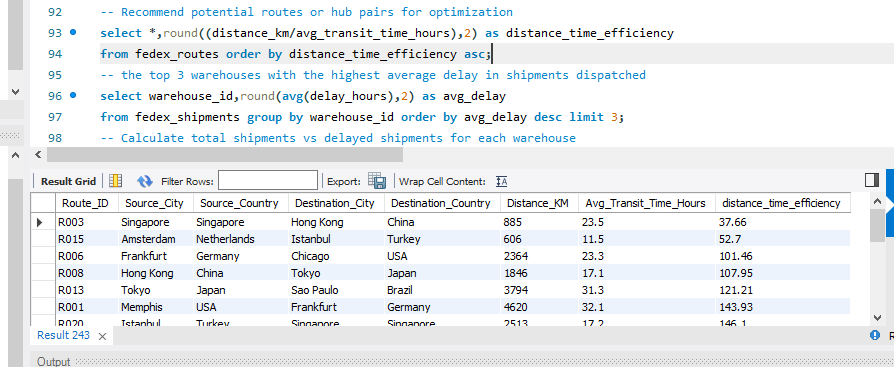 92 -- Recommend potential routes or hub pairs for optimization
93 select *,round((distance_km/avg_transit_time_hours),2) as distance_time_efficiency
94 from fedex_routes order by distance_time_efficiency asc;
95 -- the top 3 warehouses with the highest average delay in shipments dispatched
96 select warehouse_id,round(avg(delay_hours),2) as avg_delay
97 from fedex_shipments group by warehouse_id order by avg_delay desc limit 3;
98 -- Calculate total shipments vs delayed shipments for each warehouse
Result Grid Filter Rows: Export: Wrap Cell Content:
Route_ID Source_City Source_Country Destination_City Destination_Country Distance_KM Avg_Transit_Time_Hours distance_time_efficiency
R003 Singapore Singapore Hong Kong China 885 23.5 37.66
R015 Amsterdam Netherlands Istanbul Turkey 606 11.5 52.7
R006 Frankfurt Germany Chicago USA 2364 23.3 101.46
R008 Hong Kong China Tokyo Japan 1846 17.1 107.95
R013 Tokyo Japan Sao Paulo Brazil 3794 31.3 121.21
R001 Memphis USA Frankfurt Germany 4620 32.1 143.93
R020 Istanbul Turkey Singapore Singapore 2513 17.2 146.1
Result 243
Output